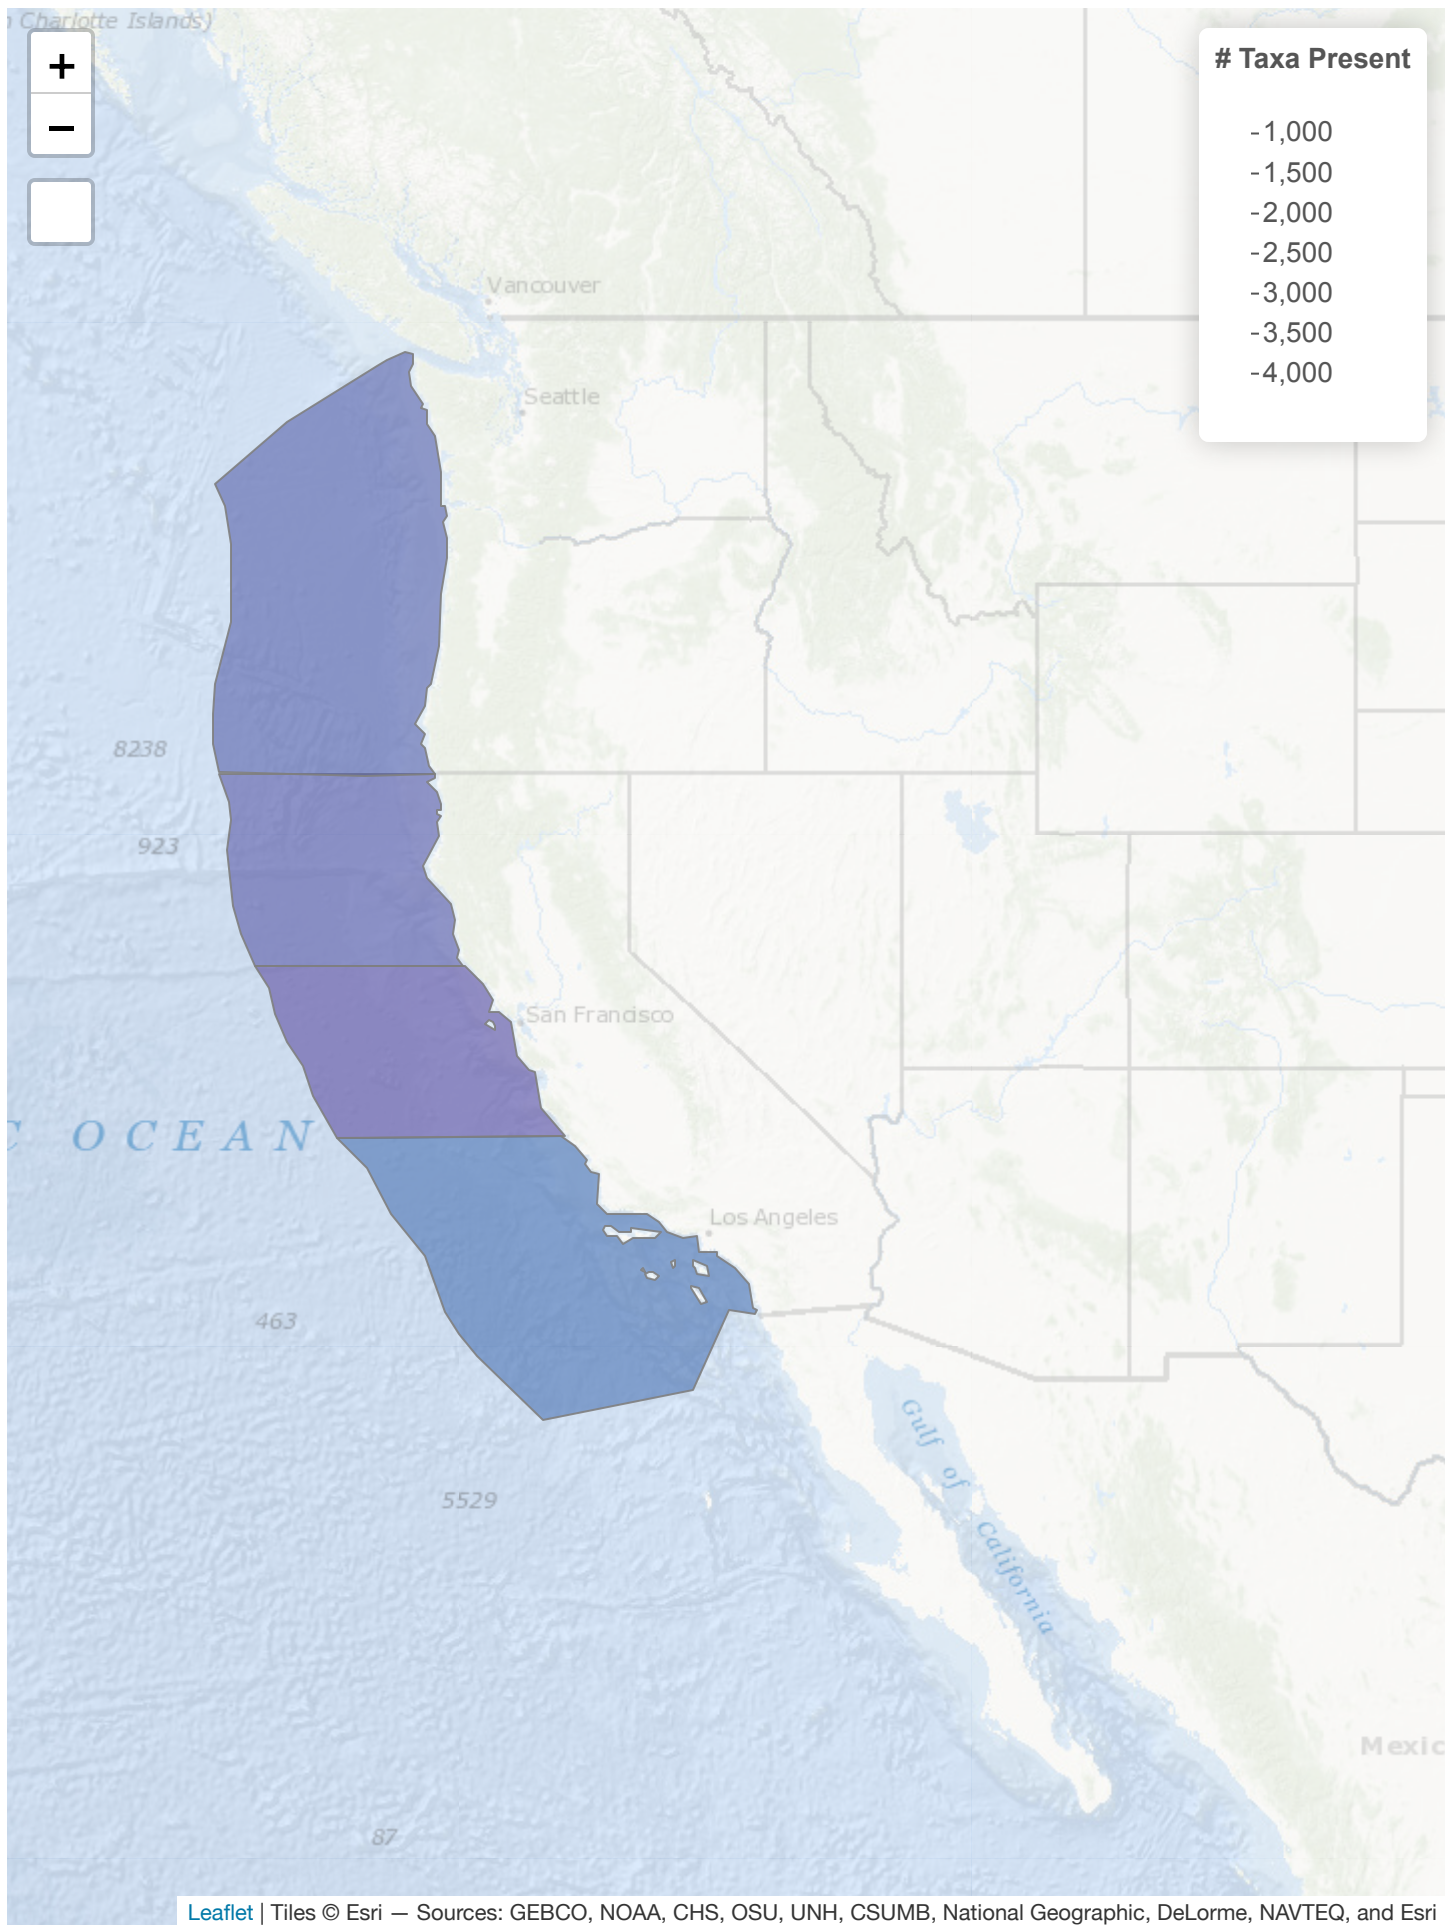 Charlotte Islands)
+
# Taxa Present
-1,000
-1,500
-2,000
-2,500
-3,000
-3,500
-4,000
−
Vancouver
Seattle
8238
923
San Francisco
OCEAN
Los Angeles
463
Gulf of California
5529
87
Leaflet | Tiles © Esri — Sources: GEBCO, NOAA, CHS, OSU, UNH, CSUMB, National Geographic, DeLorme, NAVTEQ, and Esri